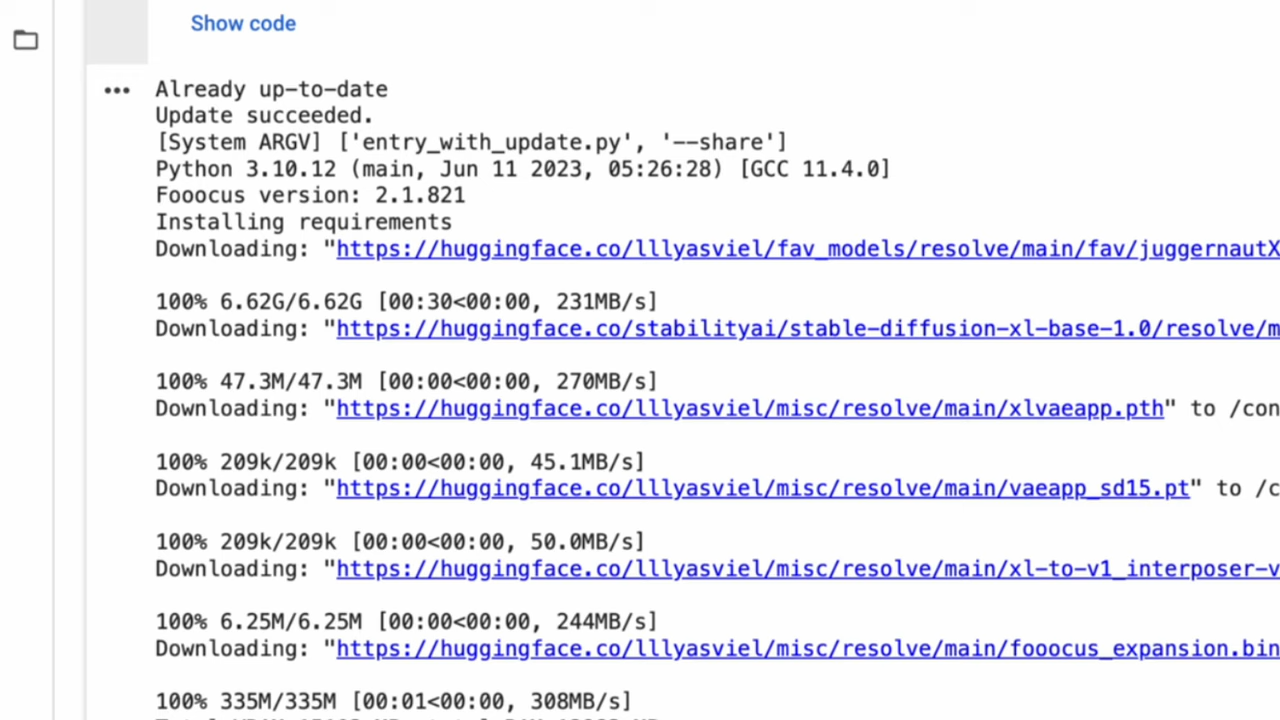 Show code
Already up-to-date
Update succeeded.
[System ARGV] ['entry_with_update.py', '--share']
Python 3.10.12 (main, Jun 11 2023, 05:26:28) [GCC 11.4.0]
Fooocus version: 2.1.821
Installing requirements
Downloading: "https://huggingface.co/lllyasviel/fav_models/resolve/main/fav/juggernautX
100% 6.62G/6.62G [00:30<00:00, 231MB/s]
Downloading: "https://huggingface.co/stabilityai/stable-diffusion-xl-base-1.0/resolve/m
100% 47.3M/47.3M [00:00<00:00, 270MB/s]
Downloading: "https://huggingface.co/lllyasviel/misc/resolve/main/xlvaeapp.pth" to /con
100% 209k/209k [00:00<00:00, 45.1MB/s]
Downloading: "https://huggingface.co/lllyasviel/misc/resolve/main/vaeapp_sd15.pt" to /c
100% 209k/209k [00:00<00:00, 50.0MB/s]
Downloading: "https://huggingface.co/lllyasviel/misc/resolve/main/xl-to-v1_interposer-v
100% 6.25M/6.25M [00:00<00:00, 244MB/s]
Downloading: "https://huggingface.co/lllyasviel/misc/resolve/main/fooocus_expansion.bin
100% 335M/335M [00:01<00:00, 308MB/s]